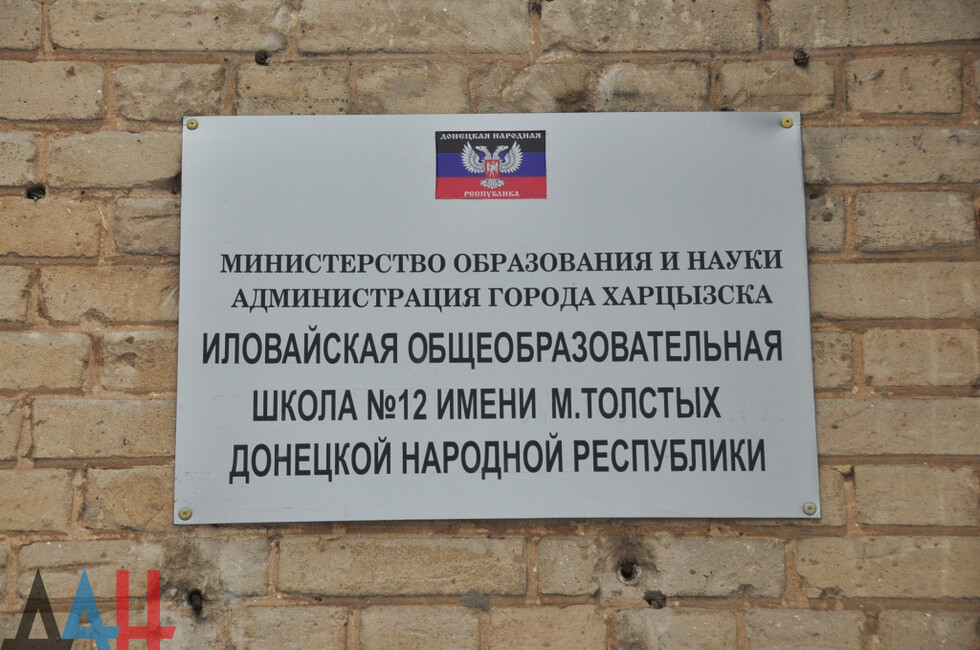 ДОНЕЦКАЯ НАРОДНАЯ
РЕСПУБЛИКА
МИНИСТЕРСТВО ОБРАЗОВАНИЯ И НАУКИ
АДМИНИСТРАЦИЯ ГОРОДА ХАРЦЫЗСКА
ИЛОВАЙСКАЯ ОБЩЕОБРАЗОВАТЕЛЬНАЯ
ШКОЛА №12 ИМЕНИ М.ТОЛСТЫХ
ДОНЕЦКОЙ НАРОДНОЙ РЕСПУБЛИКИ
ДАН